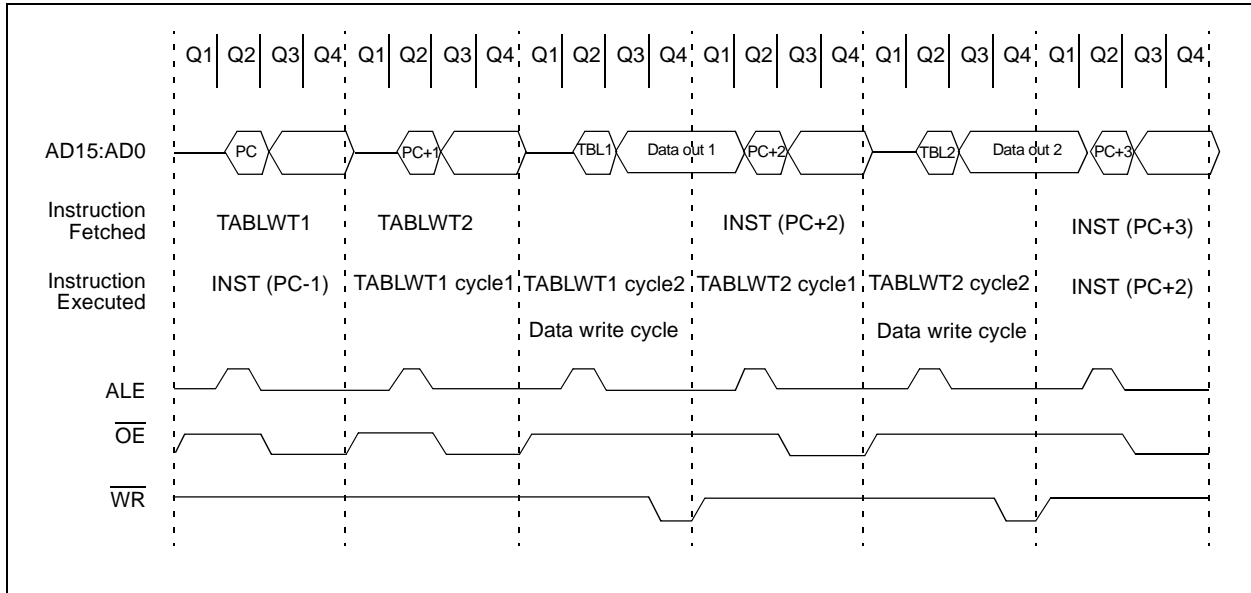 Q1 Q2 Q3 Q4 Q1 Q2 Q3 Q4 Q1 Q2 Q3 Q4 Q1 Q2 Q3 Q4 Q1 Q2 Q3 Q4 Q1 Q2 Q3 Q4
AD15:AD0 PC PC+1 TBL1 Data out 1 PC+2 TBL2 Data out 2 PC+3
Instruction
Fetched TABLWT1 TABLWT2 INST (PC+2) INST (PC+3)
Instruction
Executed INST (PC-1) TABLWT1 cycle1 TABLWT1 cycle2 TABLWT2 cycle1 TABLWT2 cycle2 INST (PC+2)
Data write cycle Data write cycle
ALE
OE
WR